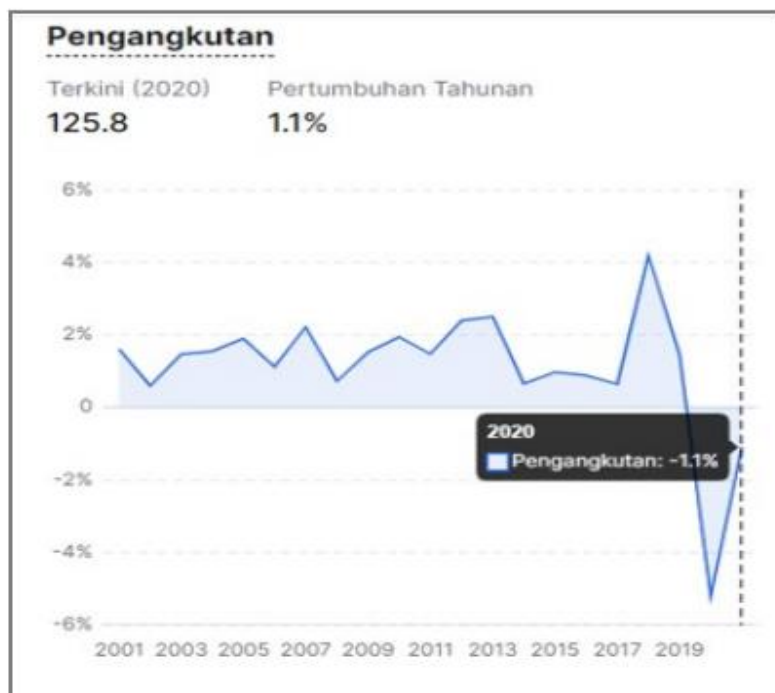 Pengangkutan
Terkini (2020) Pertumbuhan Tahunan
125.8 1.1%
6%
4%
2%
0
2020
Pengangkutan: -1.1%
-2%
-4%
-6%
2001 2003 2005 2007 2009 2011 2013 2015 2017 2019